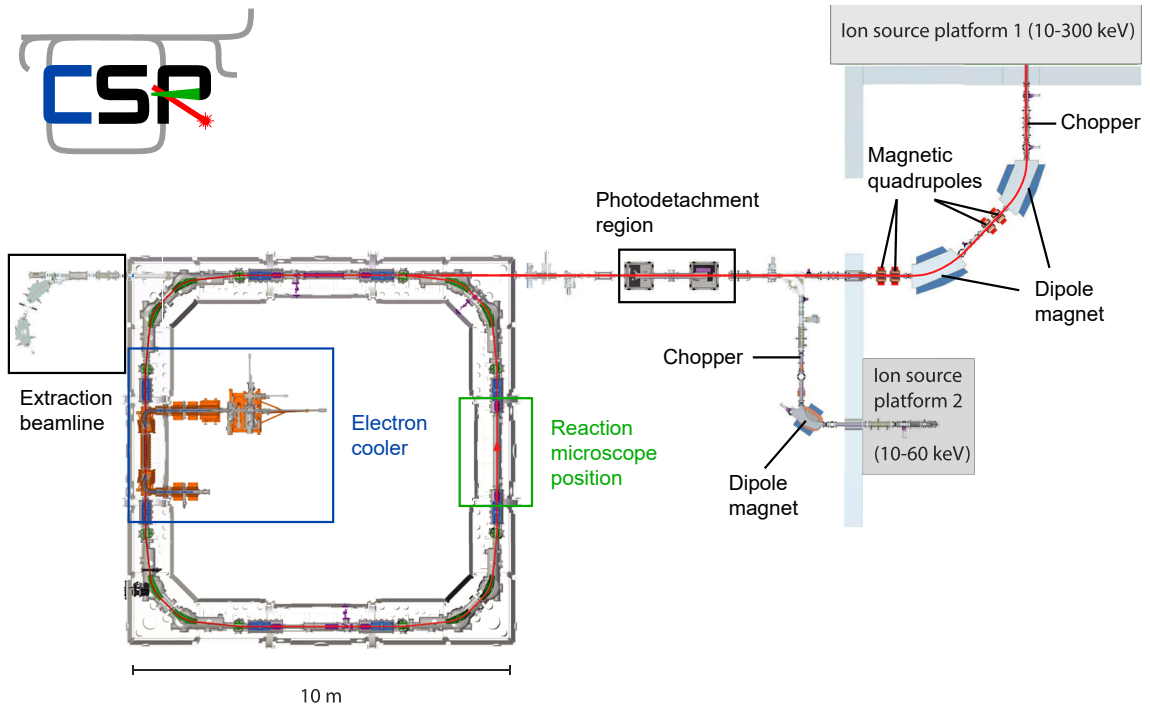 CSR
Ion source platform 1 (10-300 keV)
Chopper
Magnetic
quadrupoles
Photodetachment
region
Dipole
magnet
Chopper
Ion source
platform 2
(10-60 keV)
Extraction
beamline
Electron
cooler
Reaction
microscope
position
Dipole
magnet
10 m